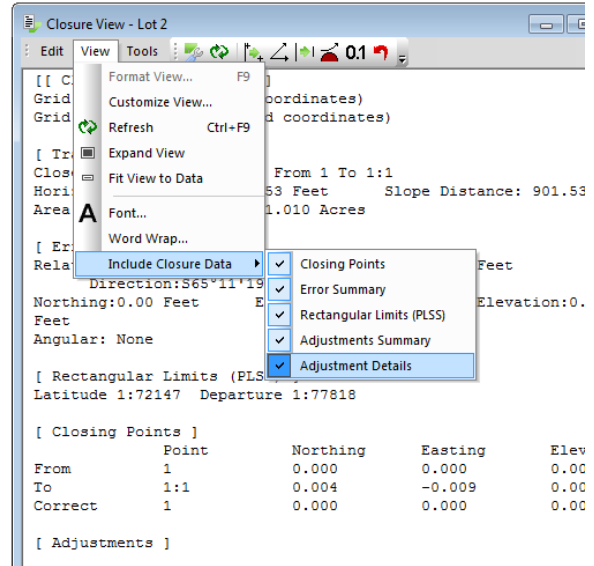 Closure View - Lot 2
Edit View Tools 0.1
[[ C ]
Grid oordinates)
Grid d coordinates)
[ Tra
Clos From 1 To 1:1
Hori 53 Feet Slope Distance: 901.53
Area 1.010 Acres
[ Er
Rela Feet
Direction:S65°11'19
Northing:0.00 Feet E Elevation:0.
Feet
Angular: None
[ Rectangular Limits (PLS
Latitude 1:72147 Departure 1:77818
[ Closing Points ]
Point Northing Easting Elev
From 1 0.000 0.000 0.00
To 1:1 0.004 -0.009 0.00
Correct 1 0.000 0.000 0.00
[ Adjustments ]
Format View... F9
Customize View...
Refresh Ctrl+F9
Expand View
Fit View to Data
A Font...
Word Wrap...
Include Closure Data
Closing Points
Error Summary
Rectangular Limits (PLSS)
Adjustments Summary
Adjustment Details